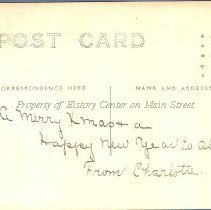 POST CARD
CORRESPONDENCE HERE
NAME AND ADDRESS
Property of History Center on Main Street
A Merry Xmas + a
Happy New Year to Al
From Charlotte.